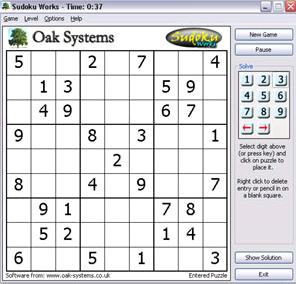 Sudoku Works - Time: 0:37
Game Level Options Help
Oak Systems
Sudoku Works
5 2 7 4
1 3 5 9
4 9 6 7
9 8 3 1
2
8 4 9 7
9 1 7 8
5 2 1 4
6 5 1 3
Software from: www.oak-systems.co.uk Entered Puzzle
New Game
Pause
Solve
1 2 3
4 5 6
7 8 9
Select digit above
(or press key) and
click on puzzle to
place it.
Right click to delete
entry or pencil in on
a blank square.
Show Solution
Exit